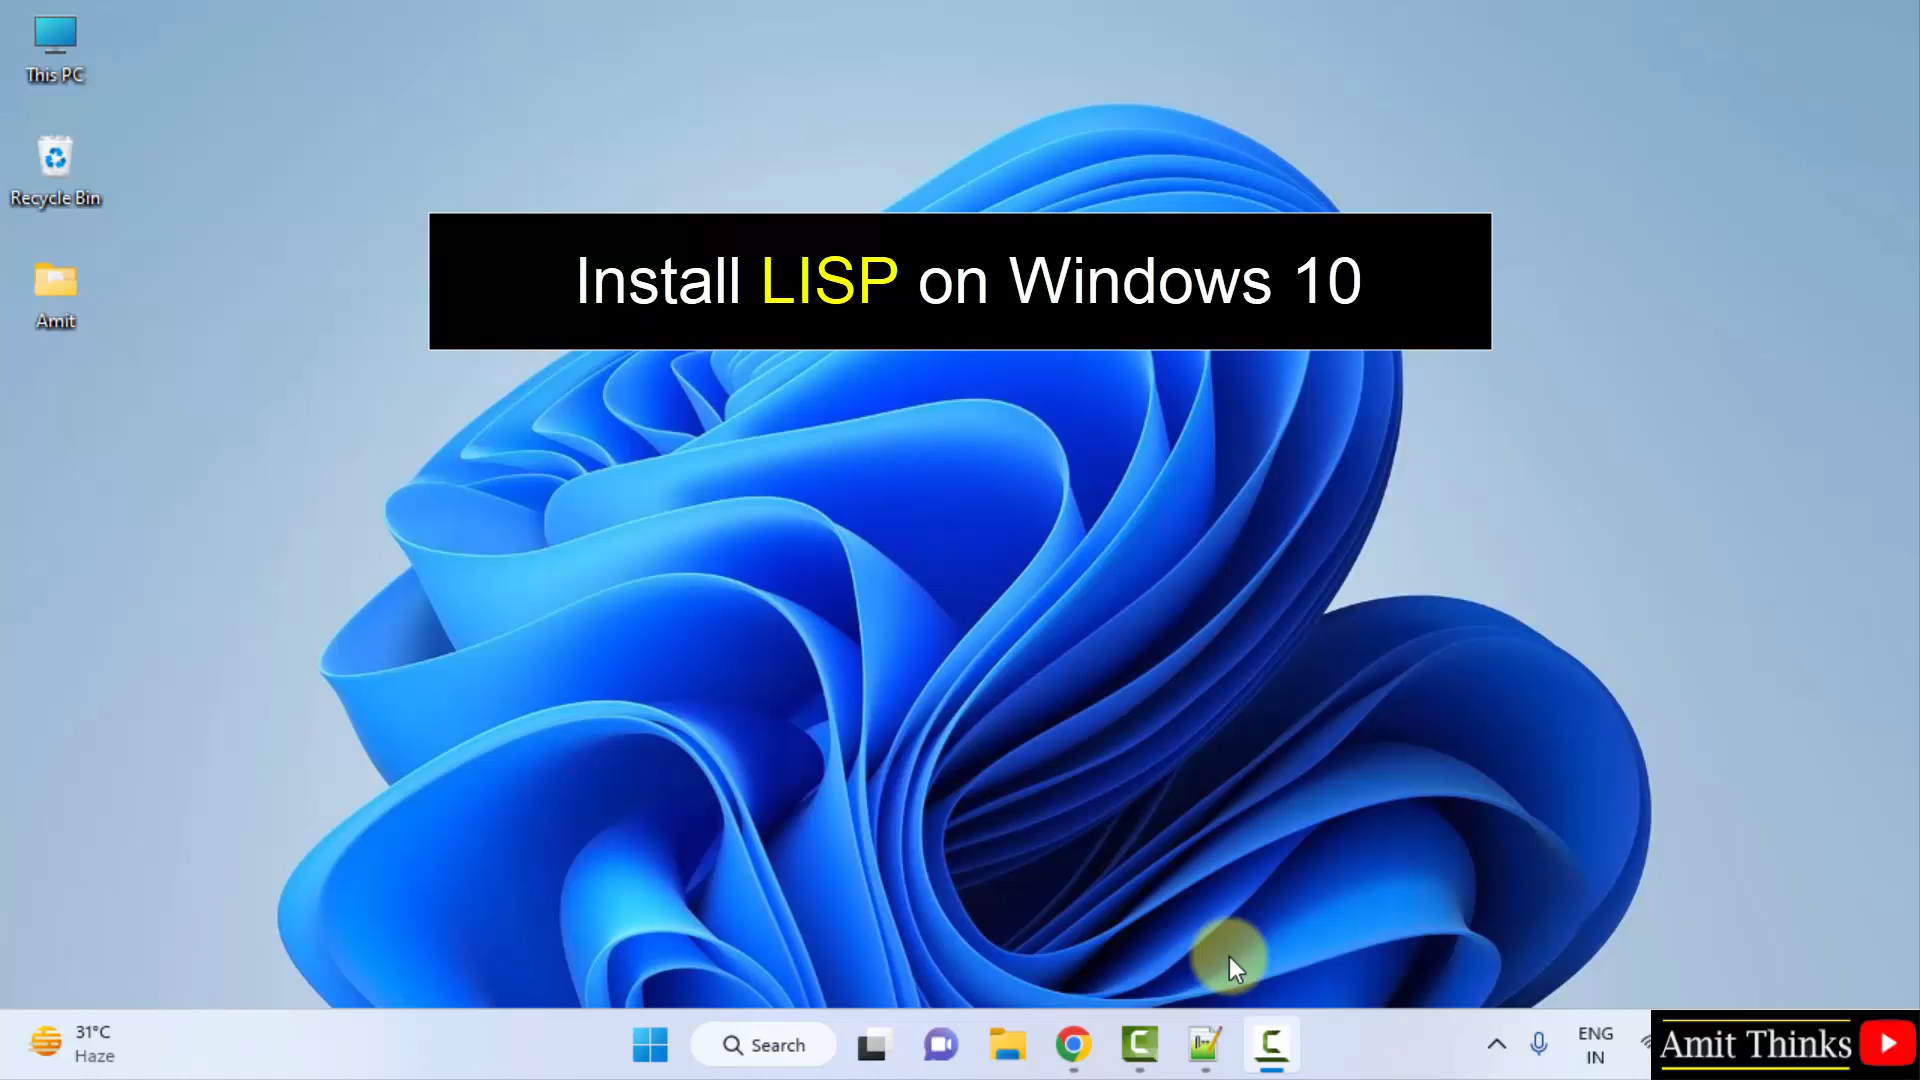 This PC
Recycle Bin
Amit
Install LISP on Windows 10
31°C
Haze
Search
ENG
IN
Amit Thinks